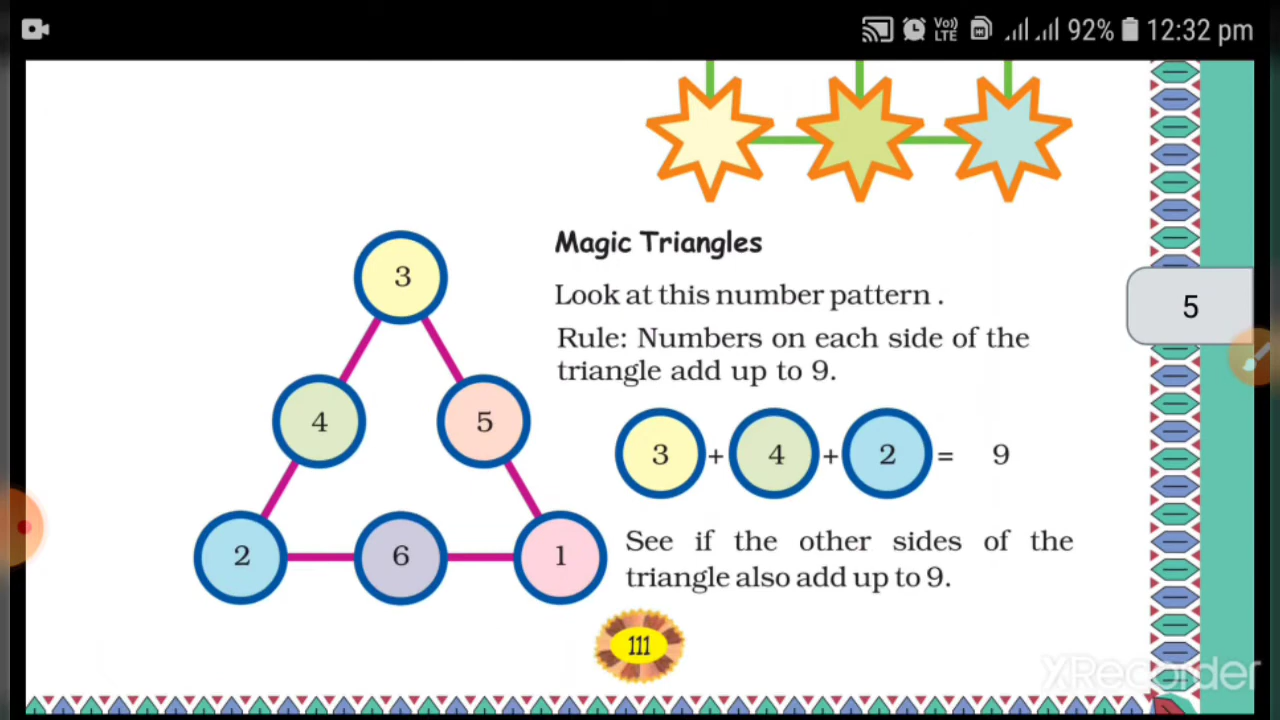 Vo)) LTE 92% 12:32 pm
Magic Triangles
Look at this number pattern .
Rule: Numbers on each side of the
triangle add up to 9.
3
4 5
2 6 1
3 + 4 + 2 = 9
See if the other sides of the
triangle also add up to 9.
111
5
XRecorder